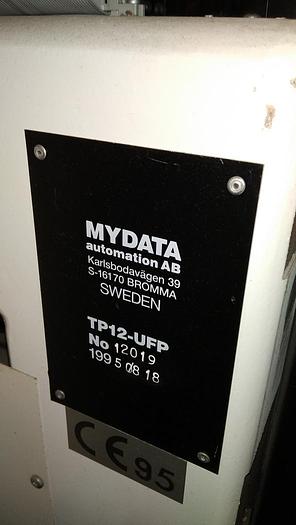 MYDATA
automation AB
Karlsbodavägen 39
S-16170 BROMMA
SWEDEN
TP12-UFP
No 12019
1995 08 18
CE 95